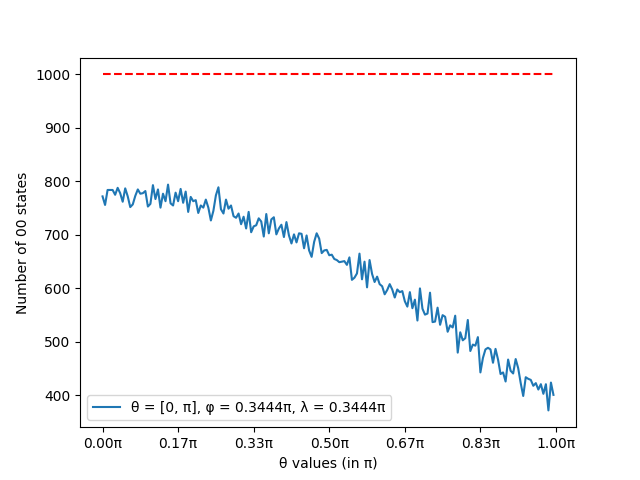 1000
900
800
700
600
500
400
Number of 00 states
θ = [0, π], φ = 0.3444π, λ = 0.3444π
0.00π 0.17π 0.33π 0.50π 0.67π 0.83π 1.00π
θ values (in π)